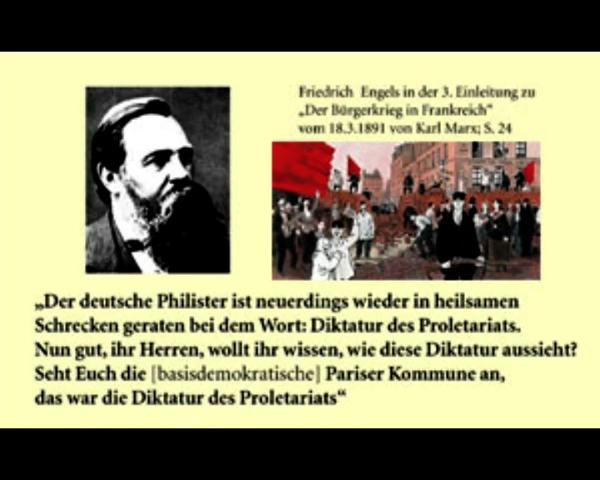 Friedrich Engels in der 3. Einleitung zu
„Der Bürgerkrieg in Frankreich“
vom 18.3.1891 von Karl Marx; S. 24
„Der deutsche Philister ist neuerdings wieder in heilsamen
Schrecken geraten bei dem Wort: Diktatur des Proletariats.
Nun gut, ihr Herren, wollt ihr wissen, wie diese Diktatur aussieht?
Seht Euch die [basisdemokratische] Pariser Kommune an,
das war die Diktatur des Proletariats“